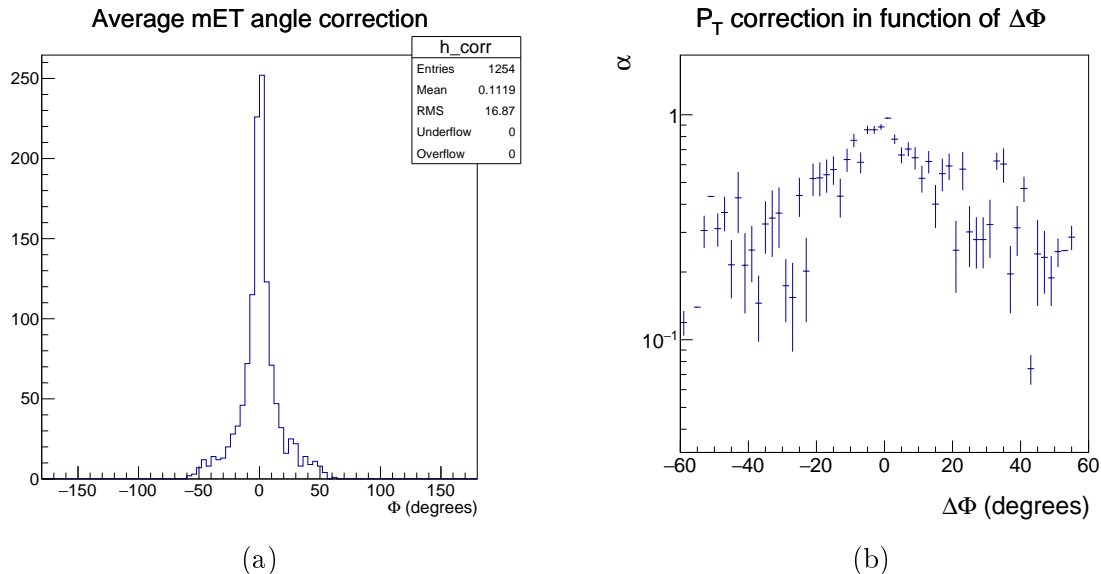 Average mET angle correction
h_corr
Entries 1254
Mean 0.1119
RMS 16.87
Underflow 0
Overflow 0
250
200
150
100
50
0
−150 −100 −50 0 50 100 150
Φ (degrees)
(a)
P_T correction in function of ΔΦ
α
1
10⁻¹
−60 −40 −20 0 20 40 60
ΔΦ (degrees)
(b)